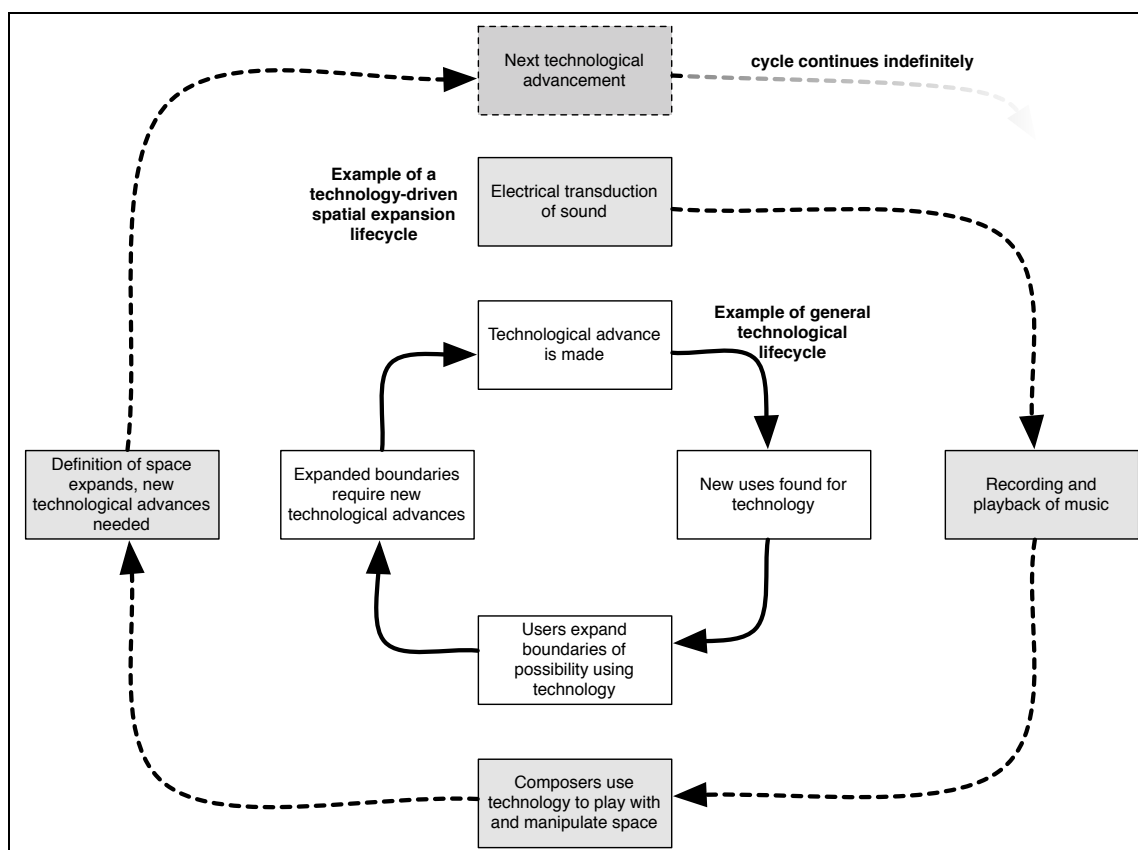 Next technological
advancement
cycle continues indefinitely
Example of a
technology-driven
spatial expansion
lifecycle
Electrical transduction
of sound
Technological advance
is made
Example of general
technological
lifecycle
Definition of space
expands, new
technological advances
needed
Expanded boundaries
require new
technological advances
New uses found for
technology
Recording and
playback of music
Users expand
boundaries of
possibility using
technology
Composers use
technology to play with
and manipulate space